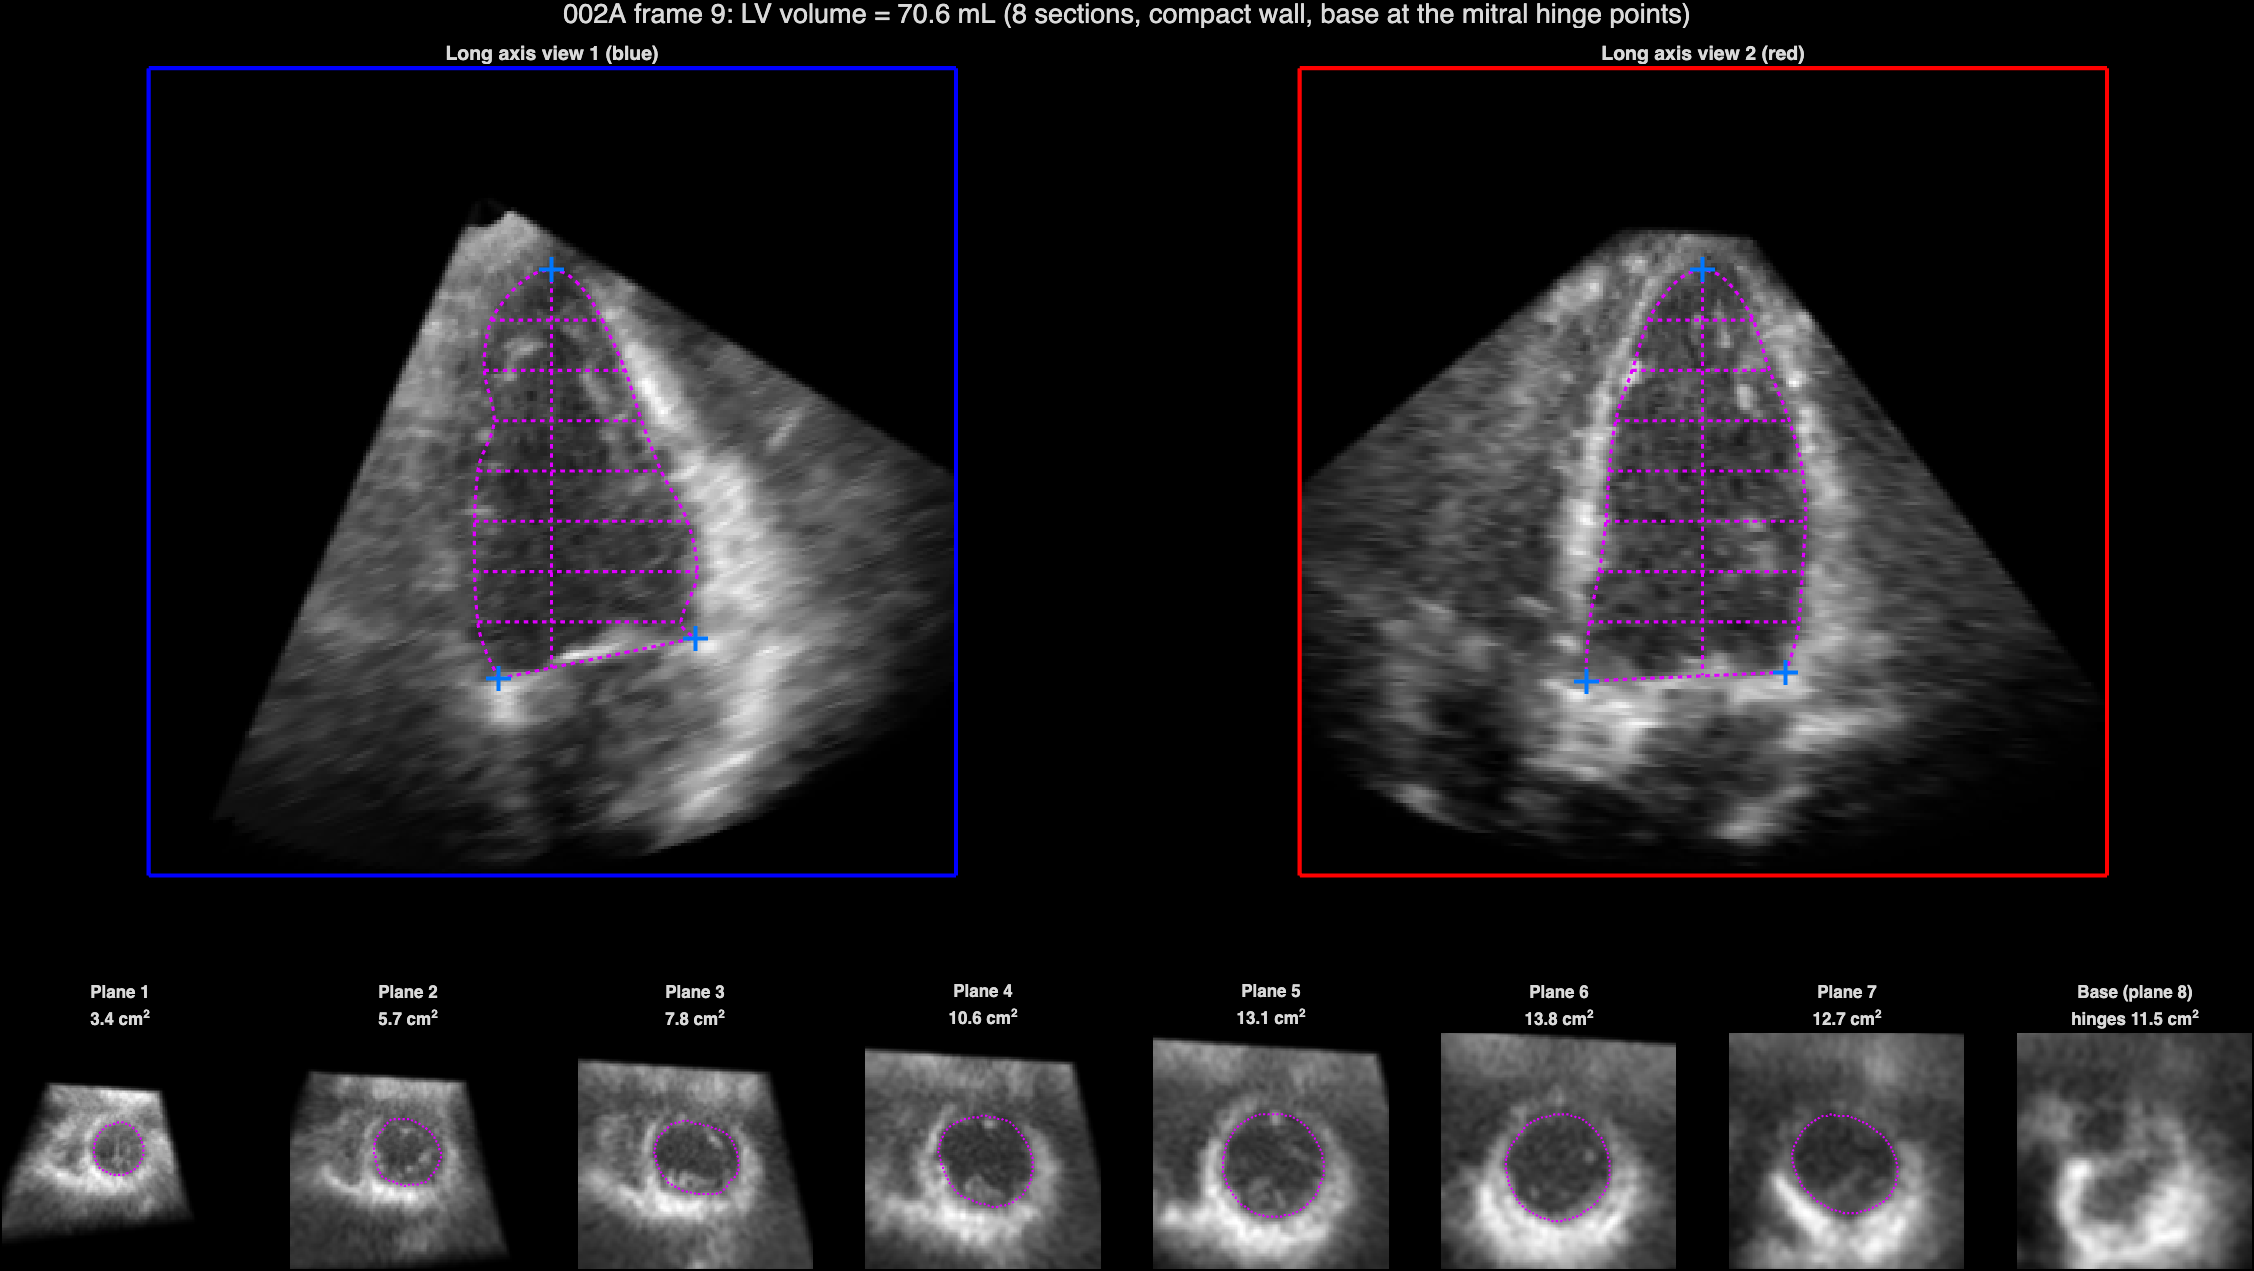 002A frame 9: LV volume = 70.6 mL (8 sections, compact wall, base at the mitral hinge points)
Long axis view 1 (blue)
Long axis view 2 (red)
Plane 1
3.4 cm²
Plane 2
5.7 cm²
Plane 3
7.8 cm²
Plane 4
10.6 cm²
Plane 5
13.1 cm²
Plane 6
13.8 cm²
Plane 7
12.7 cm²
Base (plane 8)
hinges 11.5 cm²